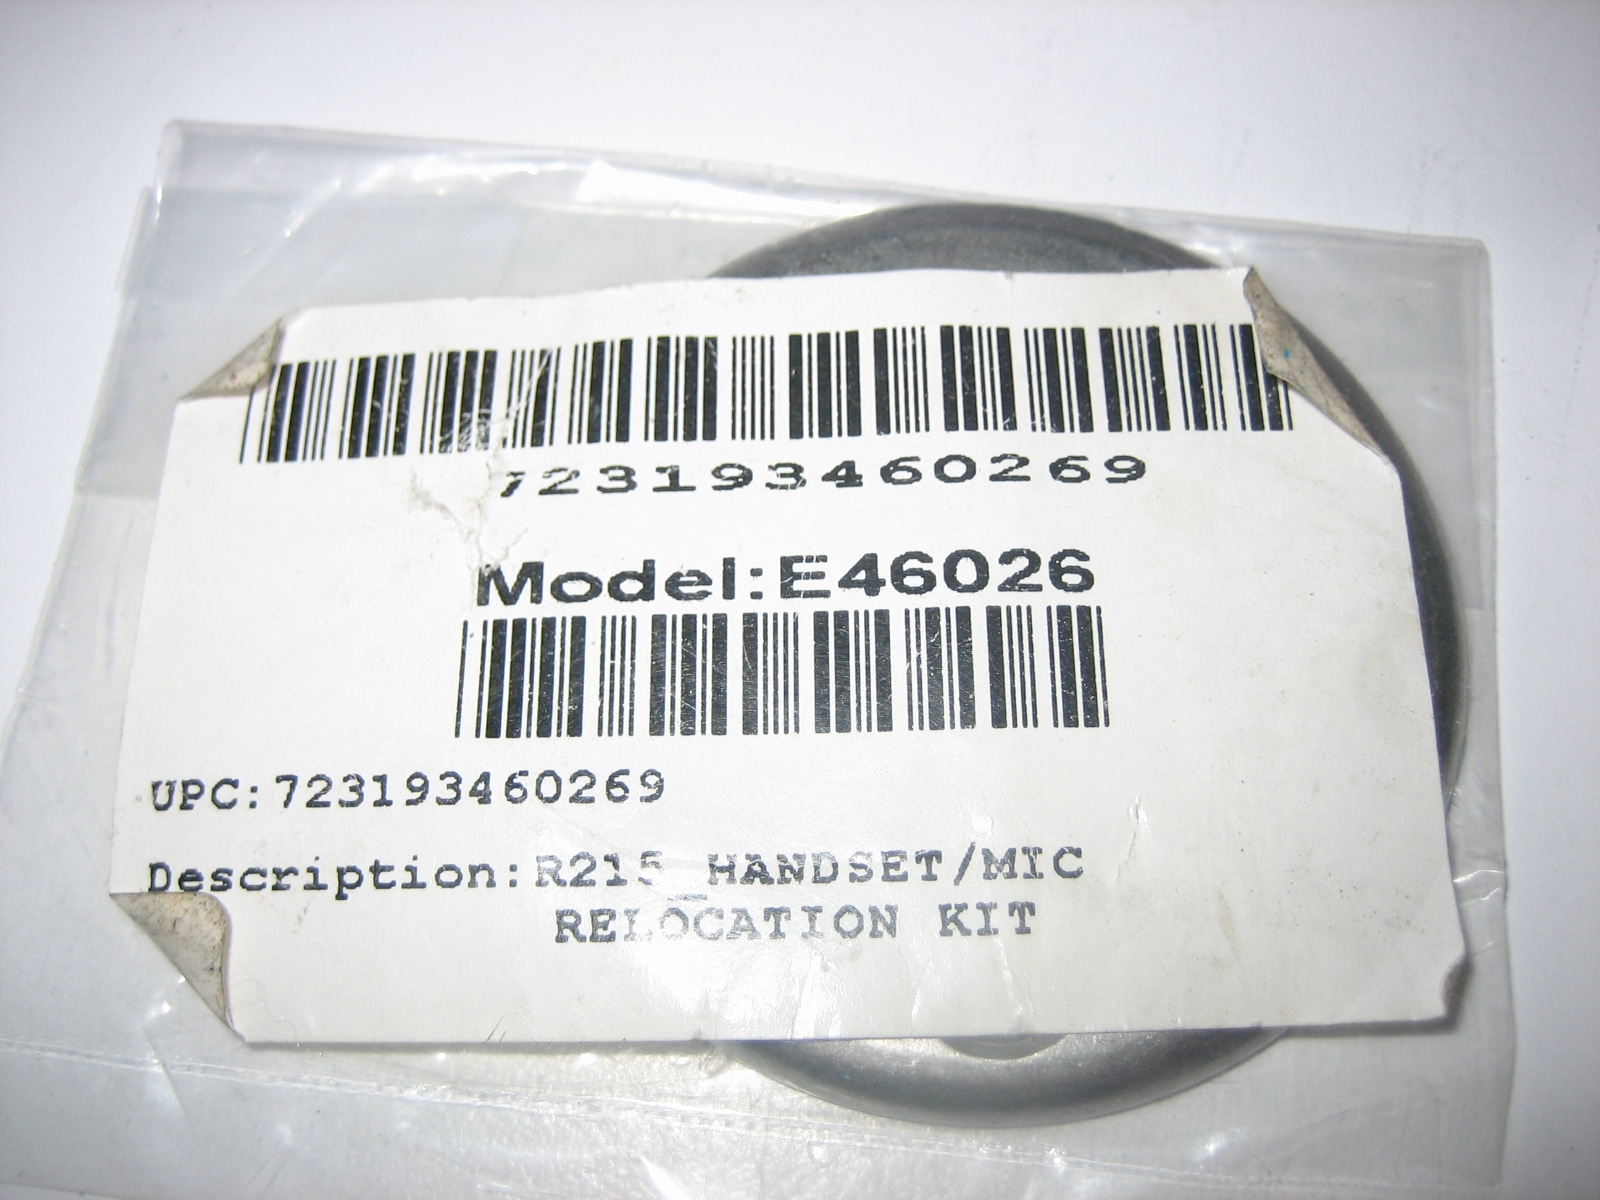 723193460269
Model:E46026
UPC:723193460269
Description:R215_HANDSET/MIC
RELOCATION KIT